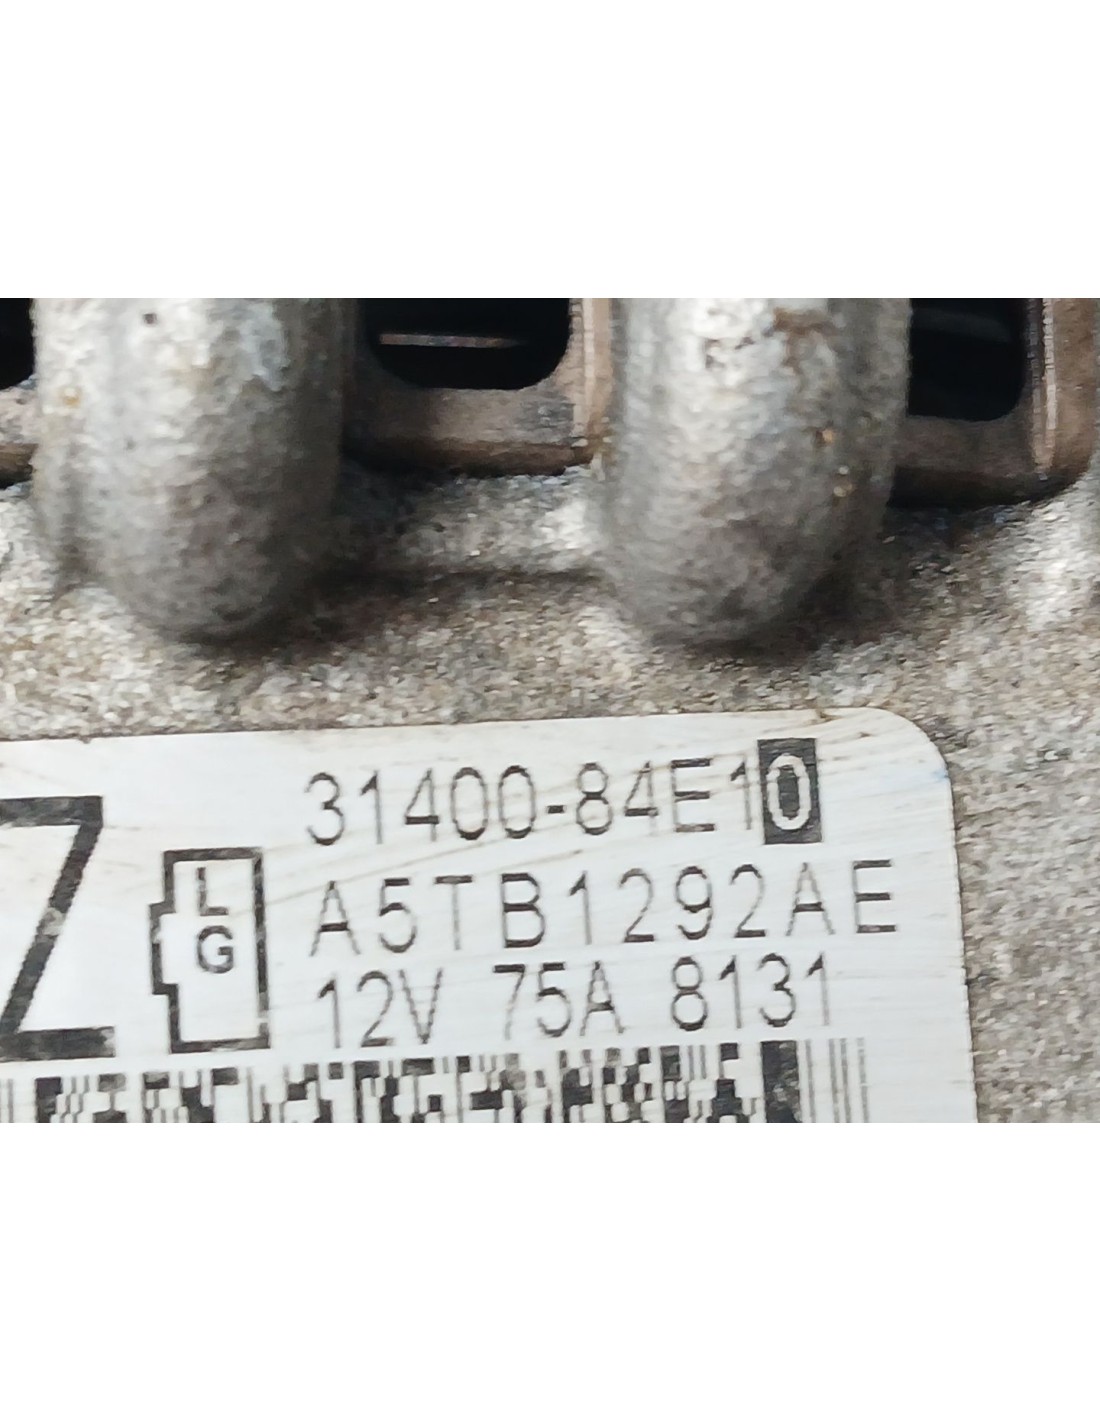 31400-84E10
Z
L
G
A5TB1292AE
12V 75A 8131